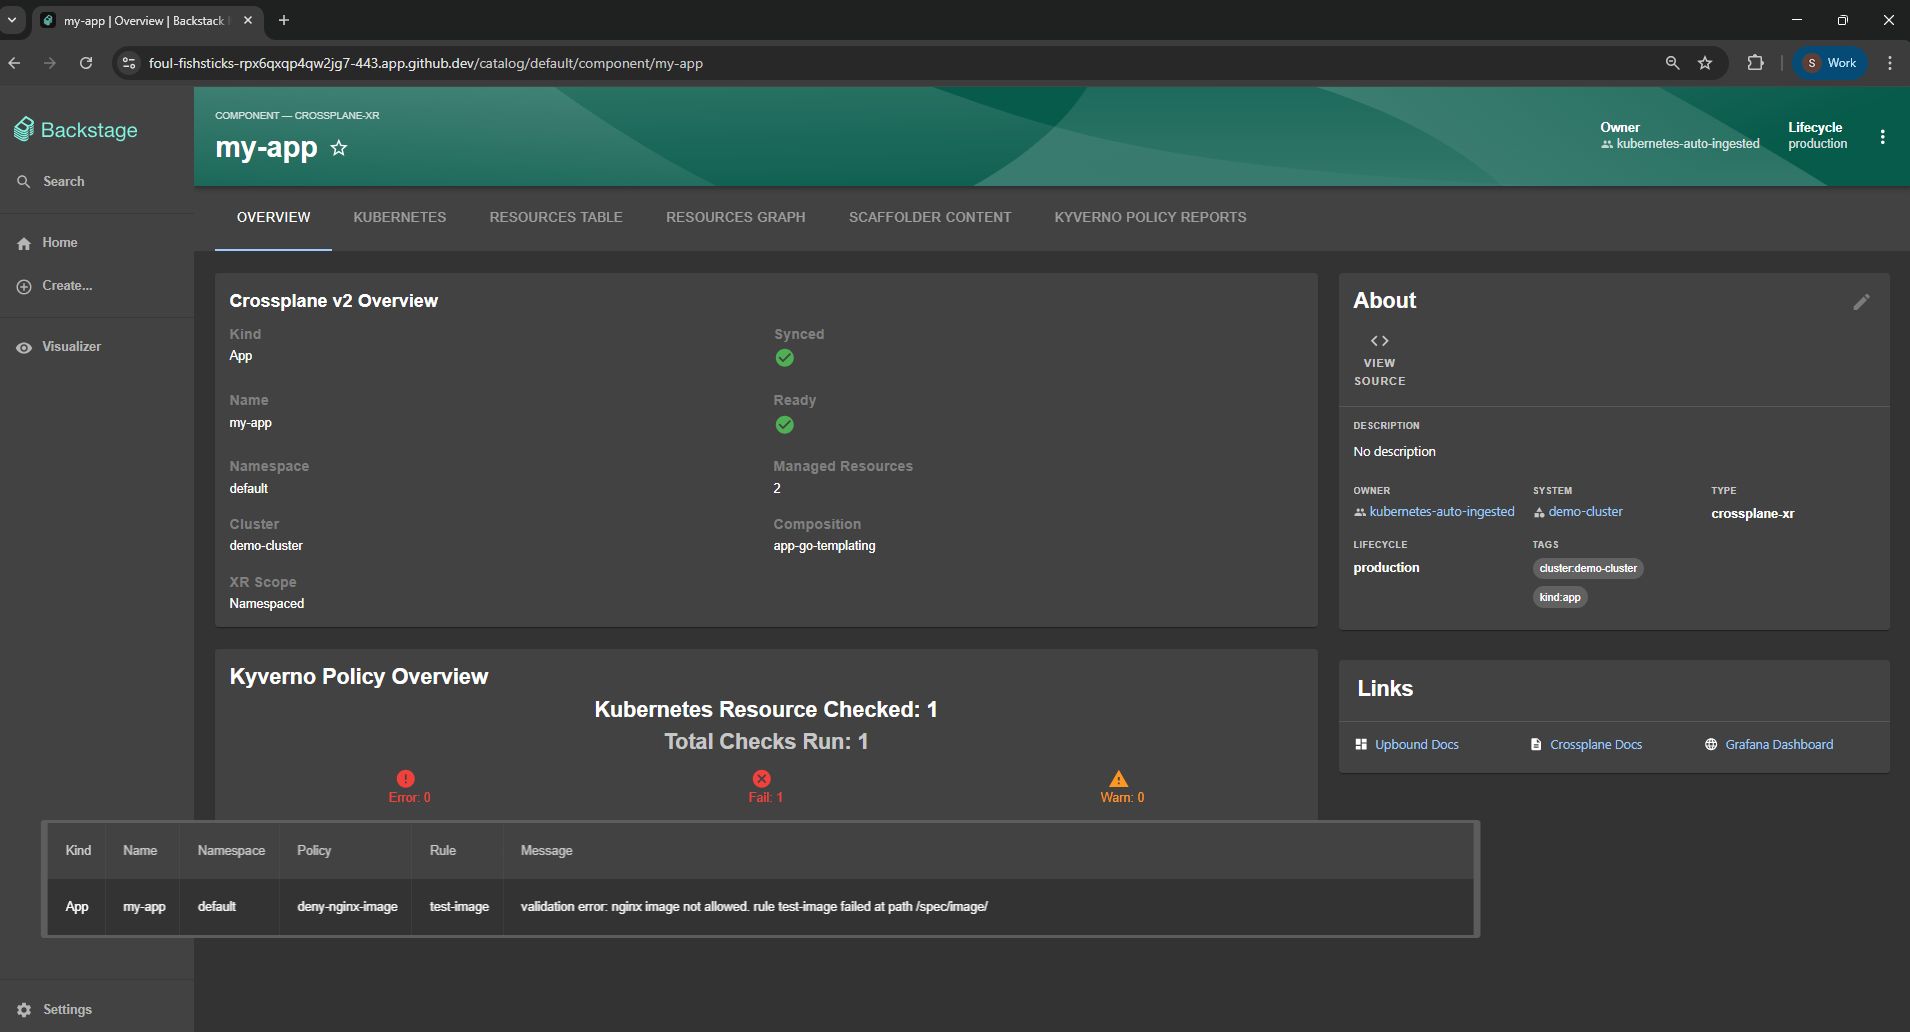 my-app | Overview | Backstack
foul-fishsticks-rpx6qxqp4qw2jg7-443.app.github.dev/catalog/default/component/my-app
S Work
Backstage
Search
Home
Create...
Visualizer
Settings
COMPONENT — CROSSPLANE-XR
my-app
Owner
kubernetes-auto-ingested
Lifecycle
production
OVERVIEW KUBERNETES RESOURCES TABLE RESOURCES GRAPH SCAFFOLDER CONTENT KYVERNO POLICY REPORTS
Crossplane v2 Overview
Kind
App
Synced
Name
my-app
Ready
Namespace
default
Managed Resources
2
Cluster
demo-cluster
Composition
app-go-templating
XR Scope
Namespaced
Kyverno Policy Overview
Kubernetes Resource Checked: 1
Total Checks Run: 1
Error: 0 Fail: 1 Warn: 0
Kind Name Namespace Policy Rule Message
App my-app default deny-nginx-image test-image validation error: nginx image not allowed. rule test-image failed at path /spec/image/
About
VIEW
SOURCE
DESCRIPTION
No description
OWNER
kubernetes-auto-ingested
SYSTEM
demo-cluster
TYPE
crossplane-xr
LIFECYCLE
production
TAGS
cluster:demo-cluster
kind:app
Links
Upbound Docs Crossplane Docs Grafana Dashboard